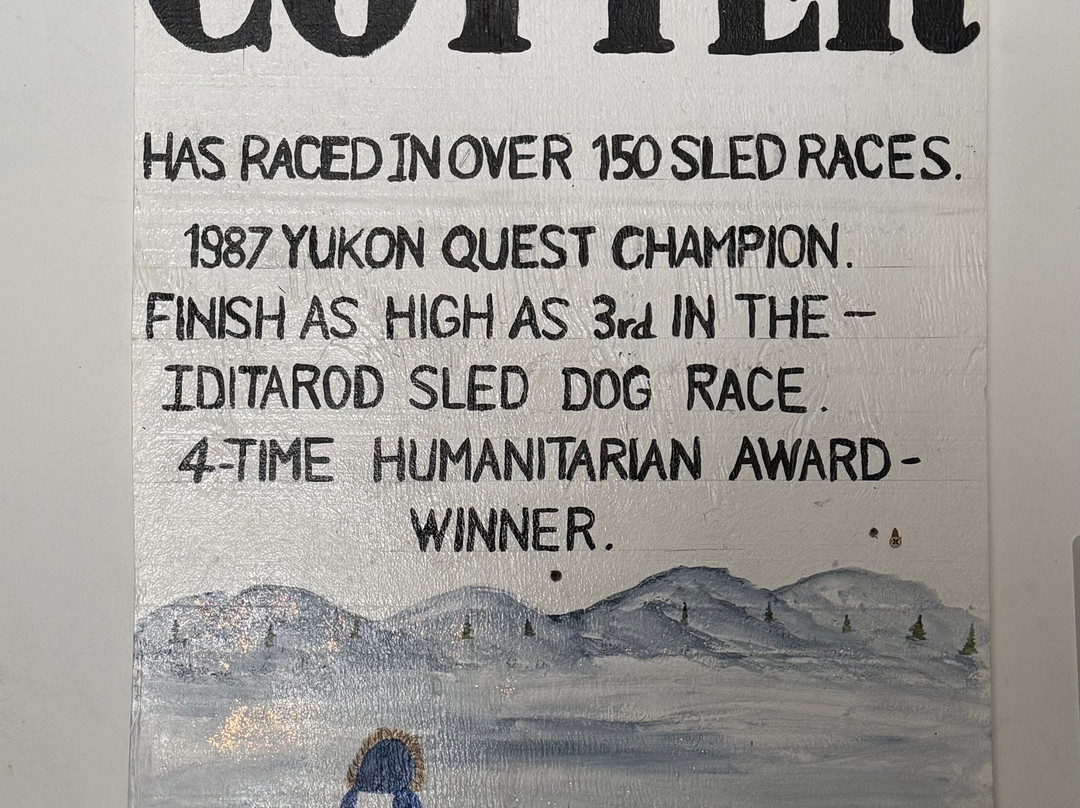 COTTER
HAS RACED IN OVER 150 SLED RACES.
1987 YUKON QUEST CHAMPION.
FINISH AS HIGH AS 3rd IN THE –
IDITAROD SLED DOG RACE.
4-TIME HUMANITARIAN AWARD-
WINNER.